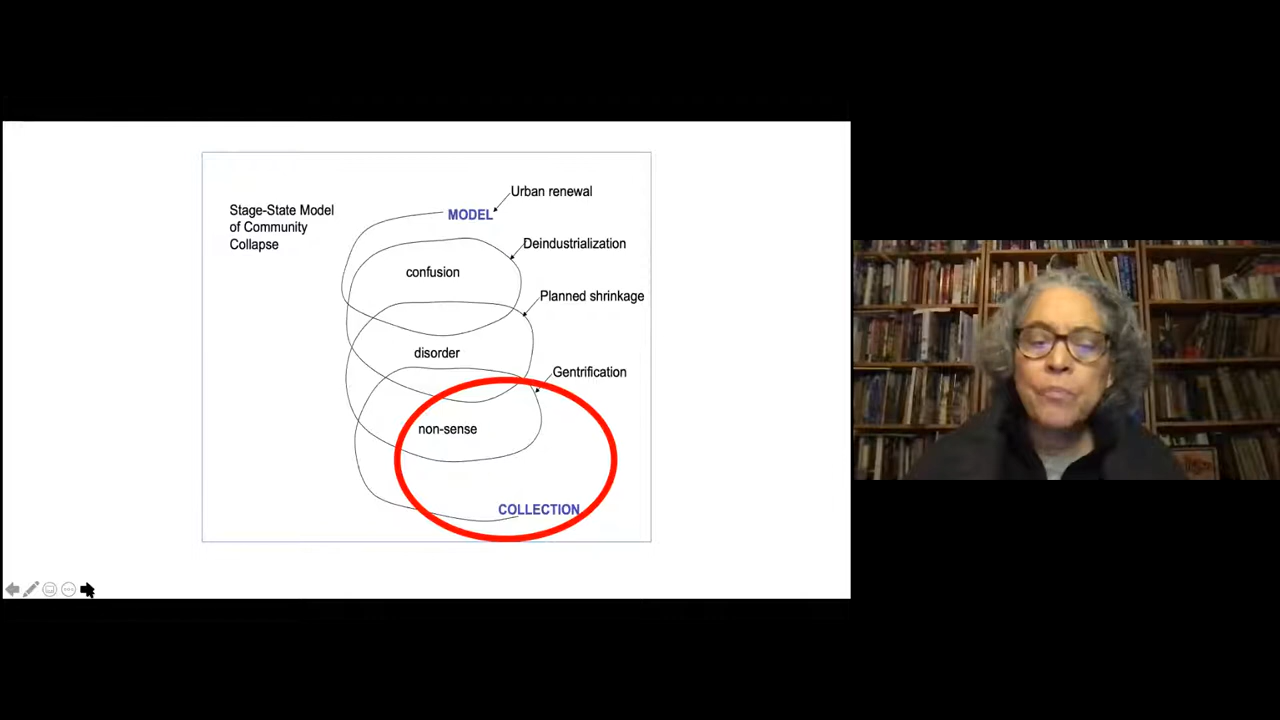 Urban renewal
Stage-State Model
of Community
Collapse
MODEL
Deindustrialization
confusion
Planned shrinkage
disorder
Gentrification
non-sense
COLLECTION